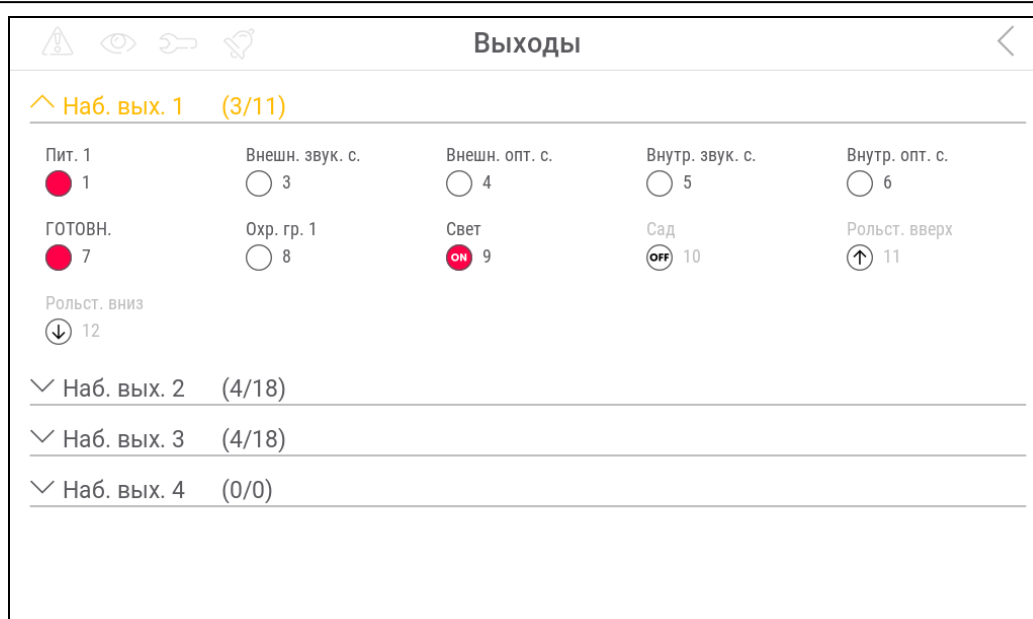 Выходы
Наб. вых. 1 (3/11)
Пит. 1 Внешн. звук. с. Внешн. опт. с. Внутр. звук. с. Внутр. опт. с.
1 3 4 5 6
ГОТОВН. Охр. гр. 1 Свет Сад Рольст. вверх
7 8 ON 9 OFF 10 11
Рольст. вниз
12
Наб. вых. 2 (4/18)
Наб. вых. 3 (4/18)
Наб. вых. 4 (0/0)